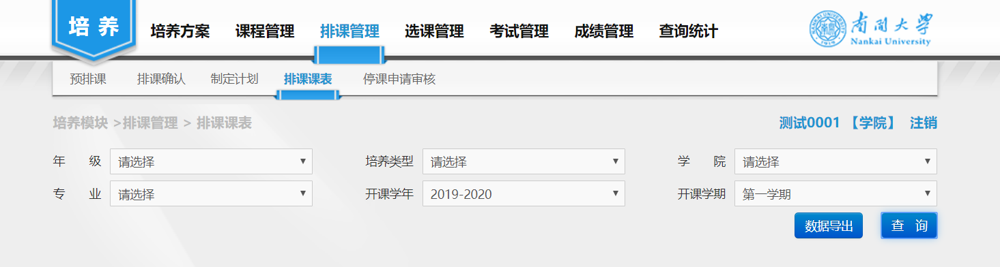 培养
培养方案 课程管理 排课管理 选课管理 考试管理 成绩管理 查询统计
南开大学
Nankai University
预排课 排课确认 制定计划 排课课表 停课申请审核
培养模块 >排课管理 > 排课课表
测试0001 【学院】 注销
年 级 请选择 培养类型 请选择 学 院 请选择
专 业 请选择 开课学年 2019-2020 开课学期 第一学期
数据导出 查 询